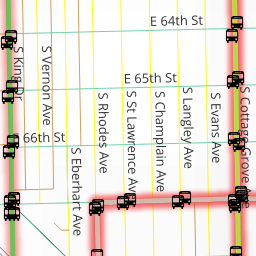 E 64th St
E 65th St
66th St
S King Dr
S Vernon Ave
S Eberhart Ave
S Rhodes Ave
S St Lawrence Ave
S Champlain Ave
S Langley Ave
S Evans Ave
S Cottage Grove